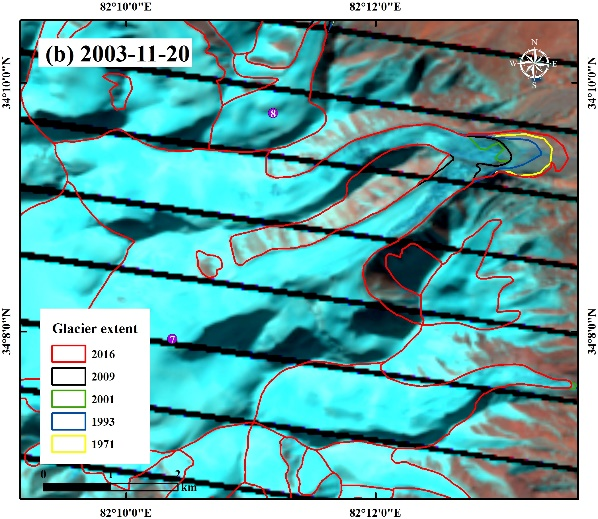 82°10'0"E 82°12'0"E
(b) 2003-11-20
N
W E
S
34°10'0"N 34°10'0"N
8
7
34°8'0"N 34°8'0"N
Glacier extent
2016
2009
2001
1993
1971
0 1 2
km
82°10'0"E 82°12'0"E